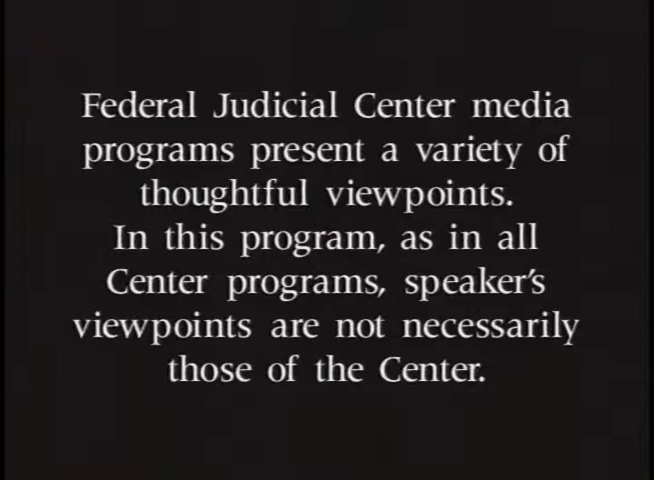 Federal Judicial Center media
programs present a variety of
thoughtful viewpoints.
In this program, as in all
Center programs, speaker's
viewpoints are not necessarily
those of the Center.